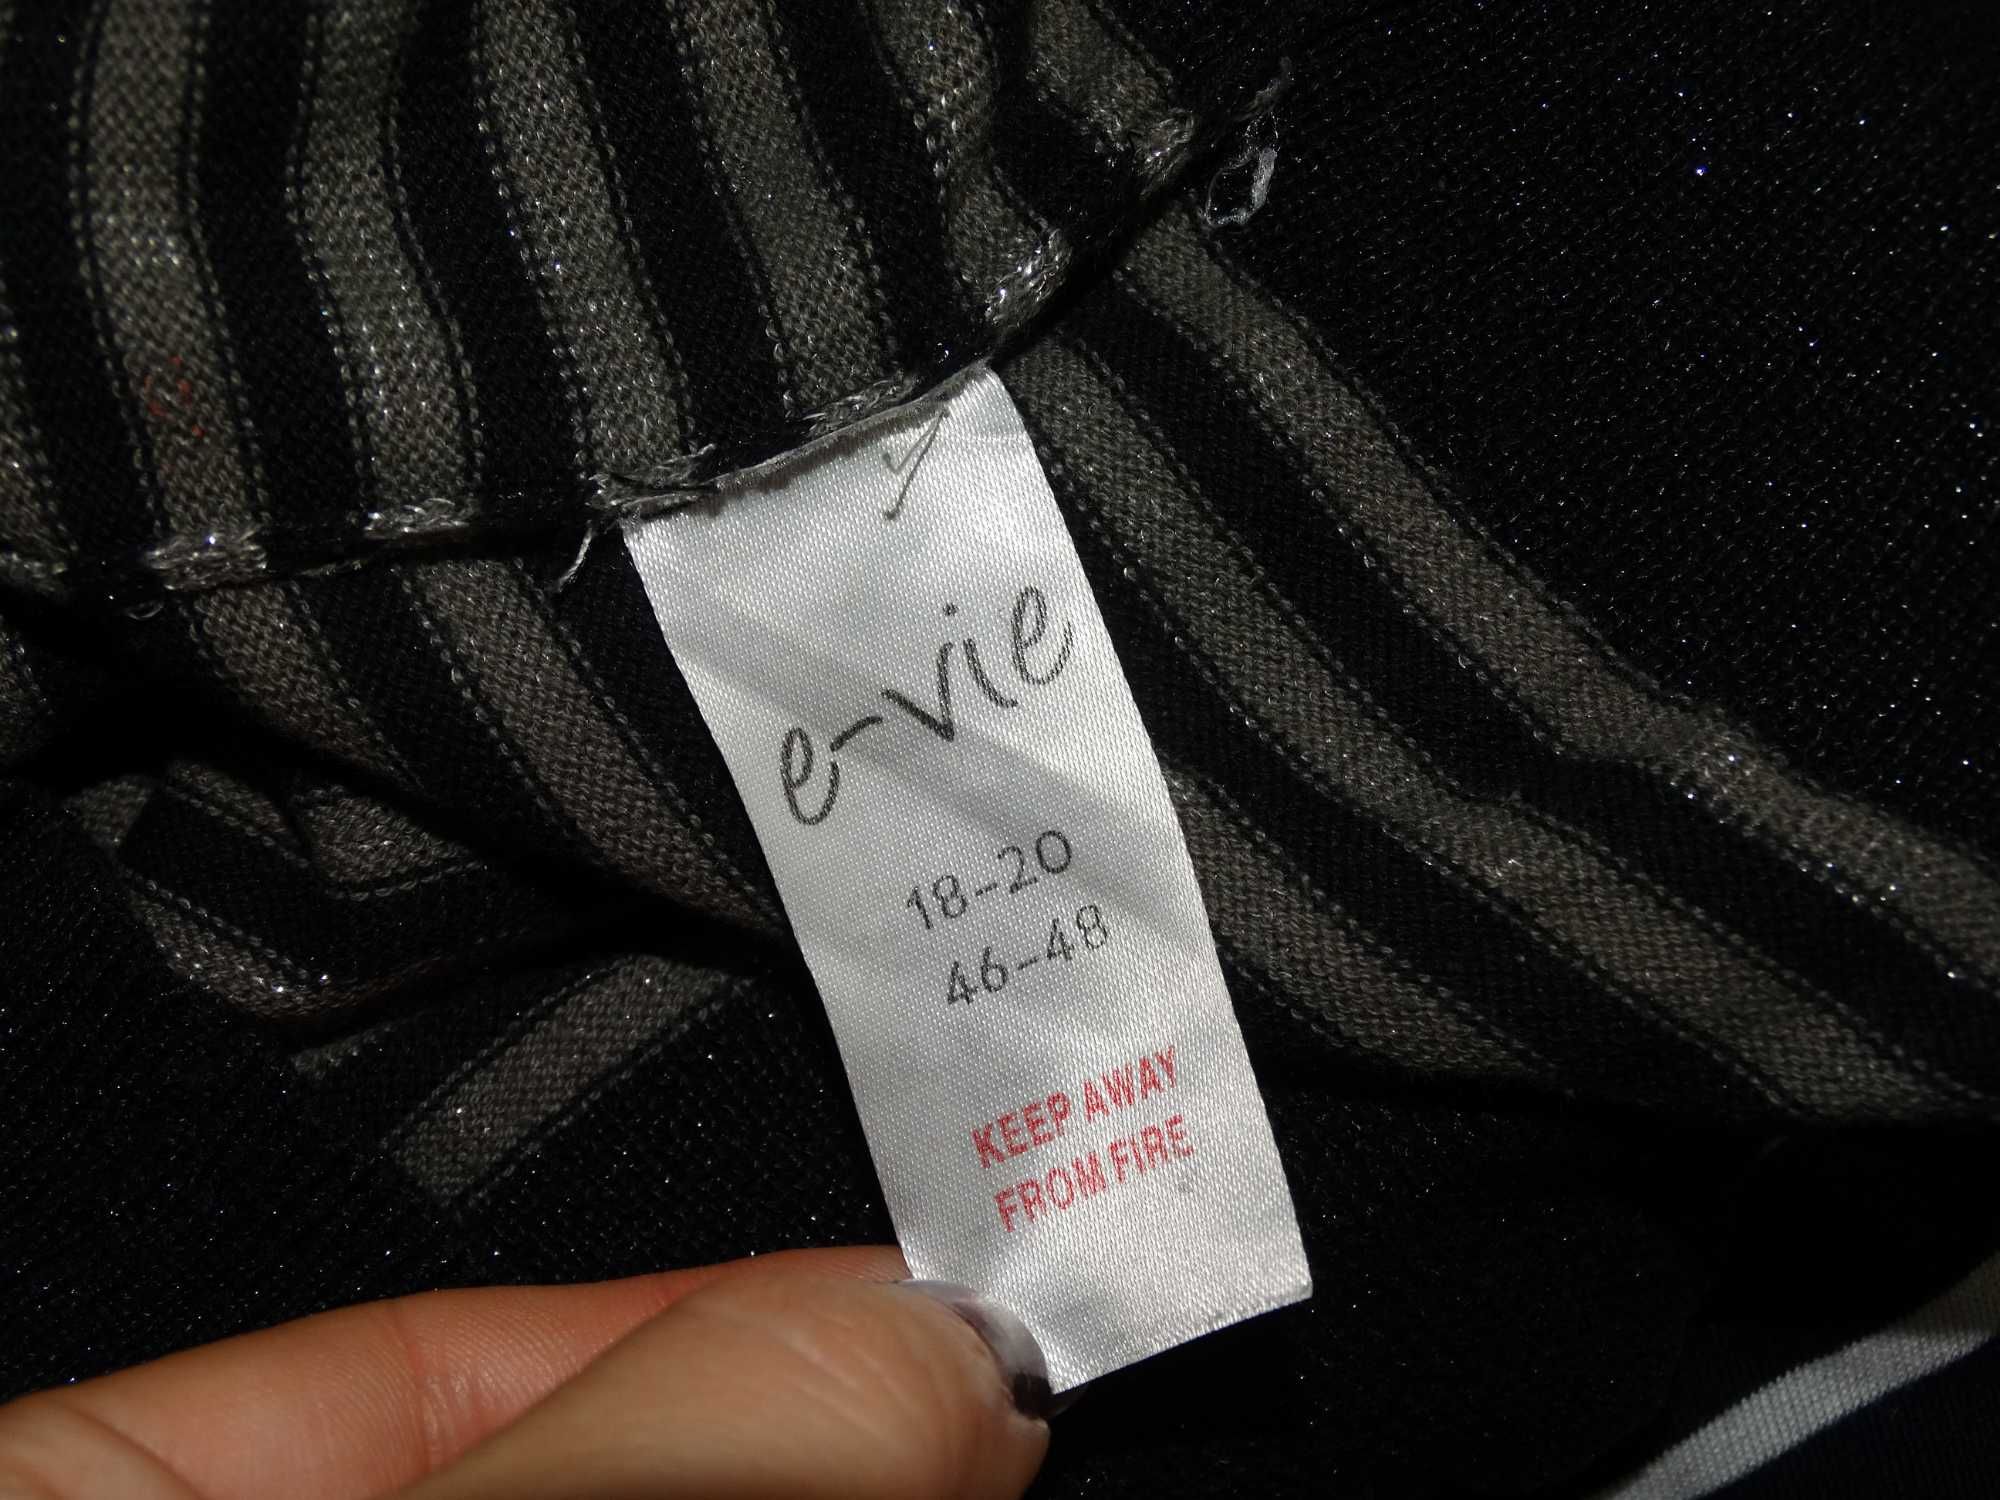 e-vie
18-20
46-48
KEEP AWAY
FROM FIRE